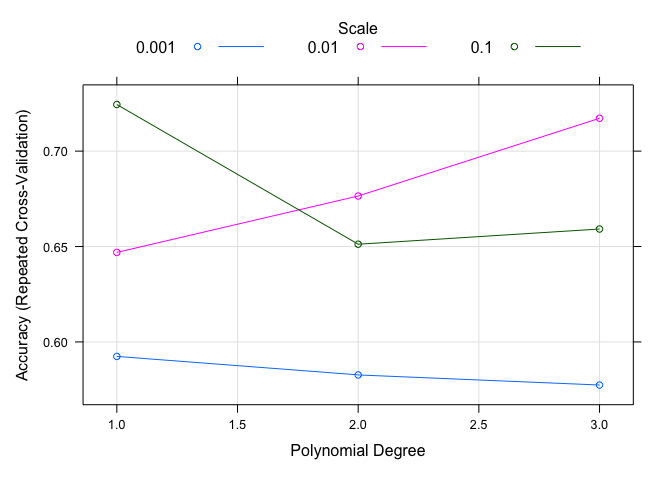 Scale
0.001 0.01 0.1
Accuracy (Repeated Cross-Validation)
0.70
0.65
0.60
1.0 1.5 2.0 2.5 3.0
Polynomial Degree